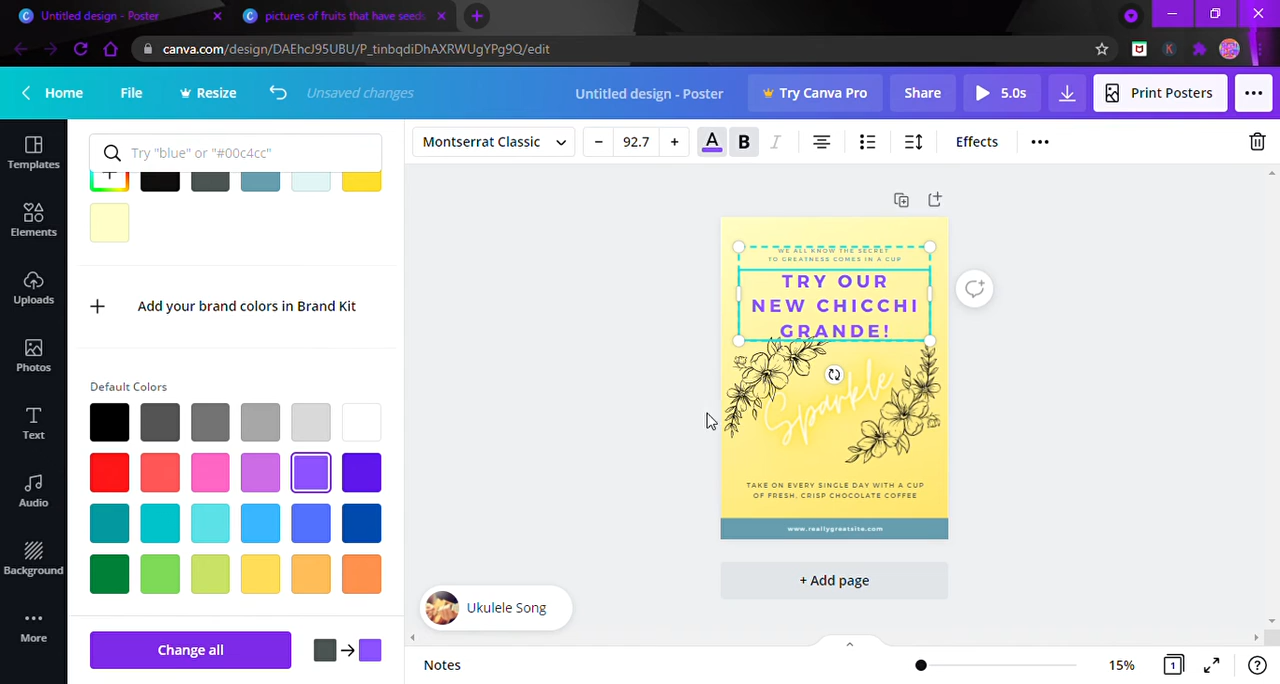 Untitled design - Poster
pictures of fruits that have seeds
canva.com/design/DAEhcJ95UBU/P_tinbqdiDhAXRWUgYPg9Q/edit
K
Home
File
Resize
Unsaved changes
Untitled design - Poster
Try Canva Pro
Share
5.0s
Print Posters
Templates
Elements
Uploads
Photos
Text
Audio
Background
More
Try "blue" or "#00c4cc"
Add your brand colors in Brand Kit
Default Colors
Change all
Montserrat Classic
– 92.7 +
A
B
I
Effects
WE ALL KNOW THE SECRET
TO GREATNESS COMES IN A CUP
TRY OUR
NEW CHICCHI
GRANDE!
Sparkle
TAKE ON EVERY SINGLE DAY WITH A CUP
OF FRESH, CRISP CHOCOLATE COFFEE
www.reallygreatsite.com
+ Add page
Ukulele Song
Notes
15%
1